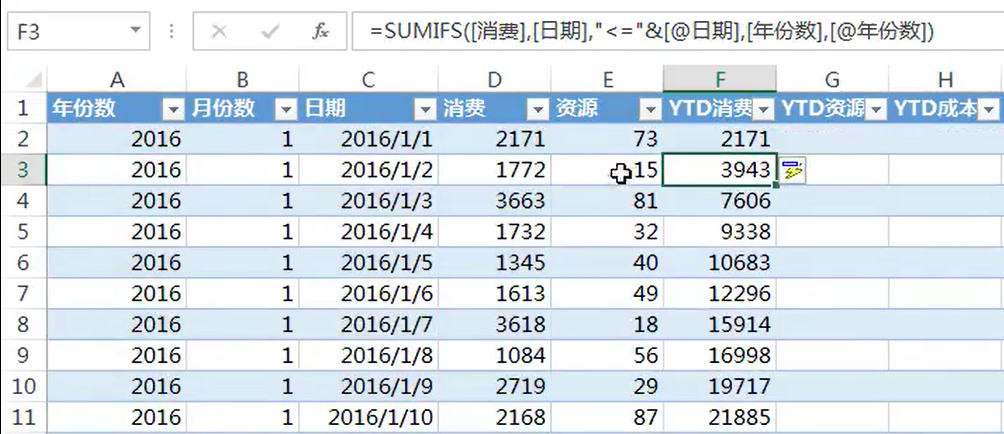 F3 fx =SUMIFS([消费],[日期],"<="&[@日期],[年份数],[@年份数])
A B C D E F G H
1 年份数 月份数 日期 消费 资源 YTD消费 YTD资源 YTD成本
2 2016 1 2016/1/1 2171 73 2171
3 2016 1 2016/1/2 1772 15 3943
4 2016 1 2016/1/3 3663 81 7606
5 2016 1 2016/1/4 1732 32 9338
6 2016 1 2016/1/5 1345 40 10683
7 2016 1 2016/1/6 1613 49 12296
8 2016 1 2016/1/7 3618 18 15914
9 2016 1 2016/1/8 1084 56 16998
10 2016 1 2016/1/9 2719 29 19717
11 2016 1 2016/1/10 2168 87 21885